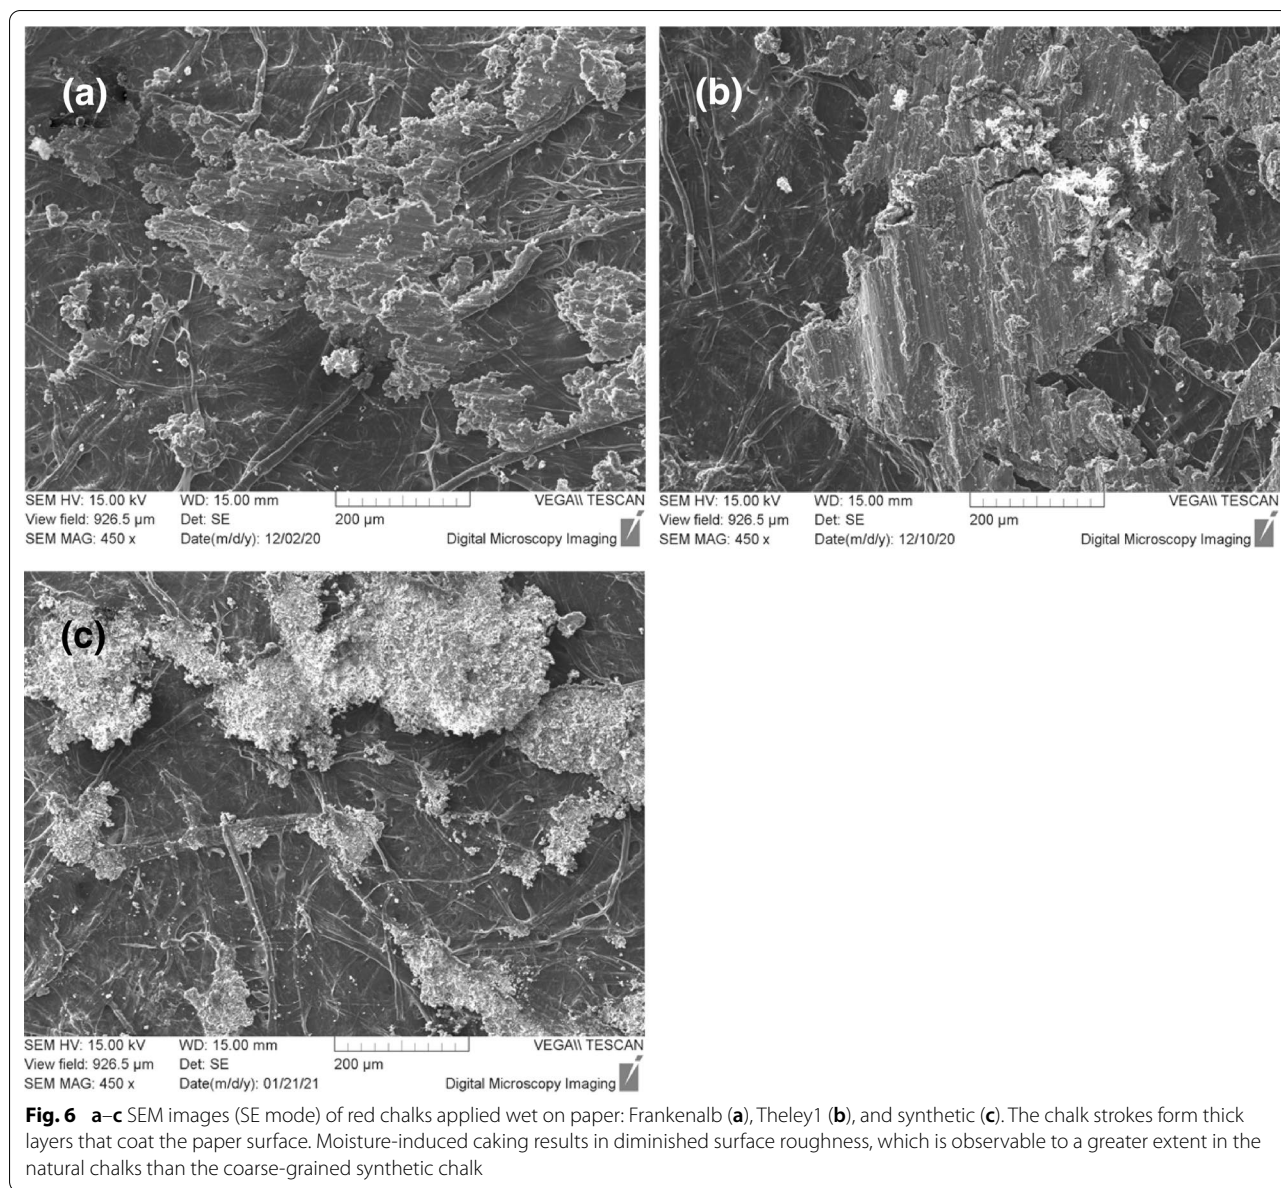 (a)
(b)
SEM HV: 15.00 kV WD: 15.00 mm VEGA\\ TESCAN
View field: 926.5 µm Det: SE 200 µm
SEM MAG: 450 x Date(m/d/y): 12/02/20 Digital Microscopy Imaging
SEM HV: 15.00 kV WD: 15.00 mm VEGA\\ TESCAN
View field: 926.5 µm Det: SE 200 µm
SEM MAG: 450 x Date(m/d/y): 12/10/20 Digital Microscopy Imaging
(c)
SEM HV: 15.00 kV WD: 15.00 mm VEGA\\ TESCAN
View field: 926.5 µm Det: SE 200 µm
SEM MAG: 450 x Date(m/d/y): 01/21/21 Digital Microscopy Imaging
Fig. 6 a–c SEM images (SE mode) of red chalks applied wet on paper: Frankenalb (a), Theley1 (b), and synthetic (c). The chalk strokes form thick
layers that coat the paper surface. Moisture-induced caking results in diminished surface roughness, which is observable to a greater extent in the
natural chalks than the coarse-grained synthetic chalk